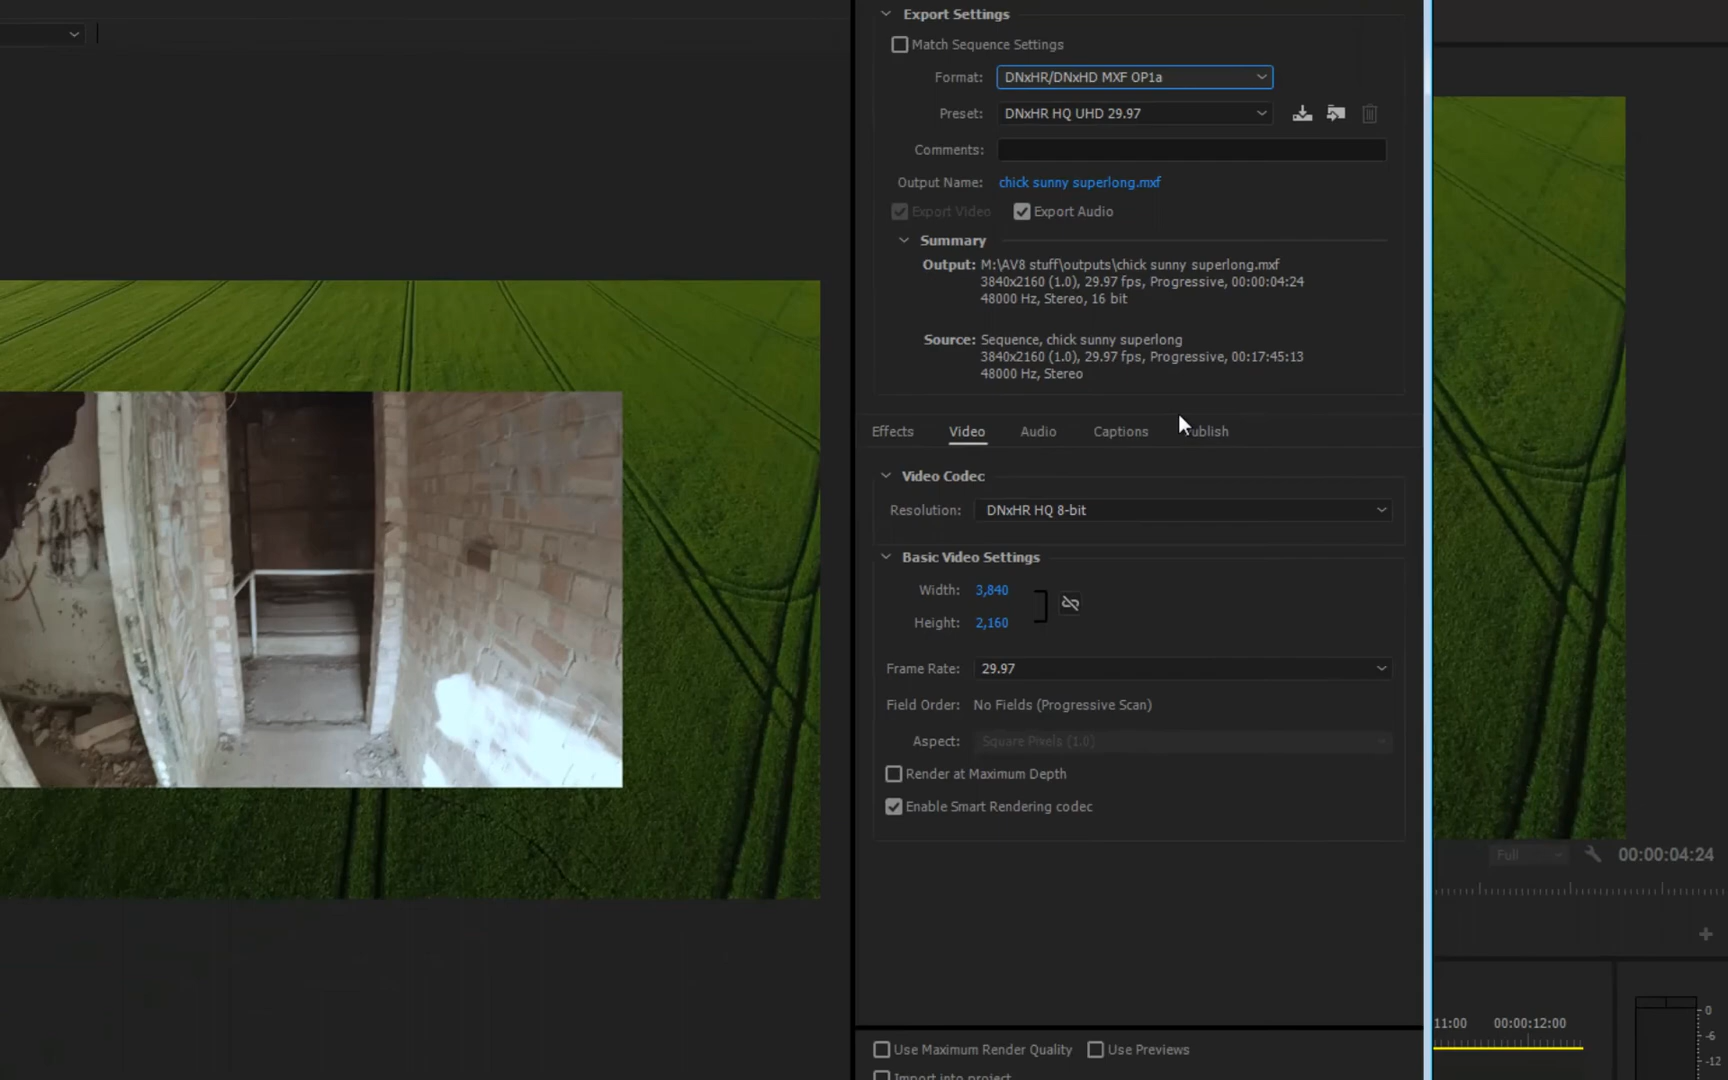 Export Settings
Match Sequence Settings
Format: DNxHR/DNxHD MXF OP1a
Preset: DNxHR HQ UHD 29.97
Comments:
Output Name: chick sunny superlong.mxf
Export Video Export Audio
Summary
Output: M:\AV8 stuff\outputs\chick sunny superlong.mxf
3840x2160 (1.0), 29.97 fps, Progressive, 00:00:04:24
48000 Hz, Stereo, 16 bit
Source: Sequence, chick sunny superlong
3840x2160 (1.0), 29.97 fps, Progressive, 00:17:45:13
48000 Hz, Stereo
Effects Video Audio Captions ublish
Video Codec
Resolution: DNxHR HQ 8-bit
Basic Video Settings
Width: 3,840
Height: 2,160
Frame Rate: 29.97
Field Order: No Fields (Progressive Scan)
Aspect: Square Pixels (1.0)
Render at Maximum Depth
Enable Smart Rendering codec
Full 00:00:04:24
11:00 00:00:12:00
0
-6
-12
Use Maximum Render Quality Use Previews
Import into project